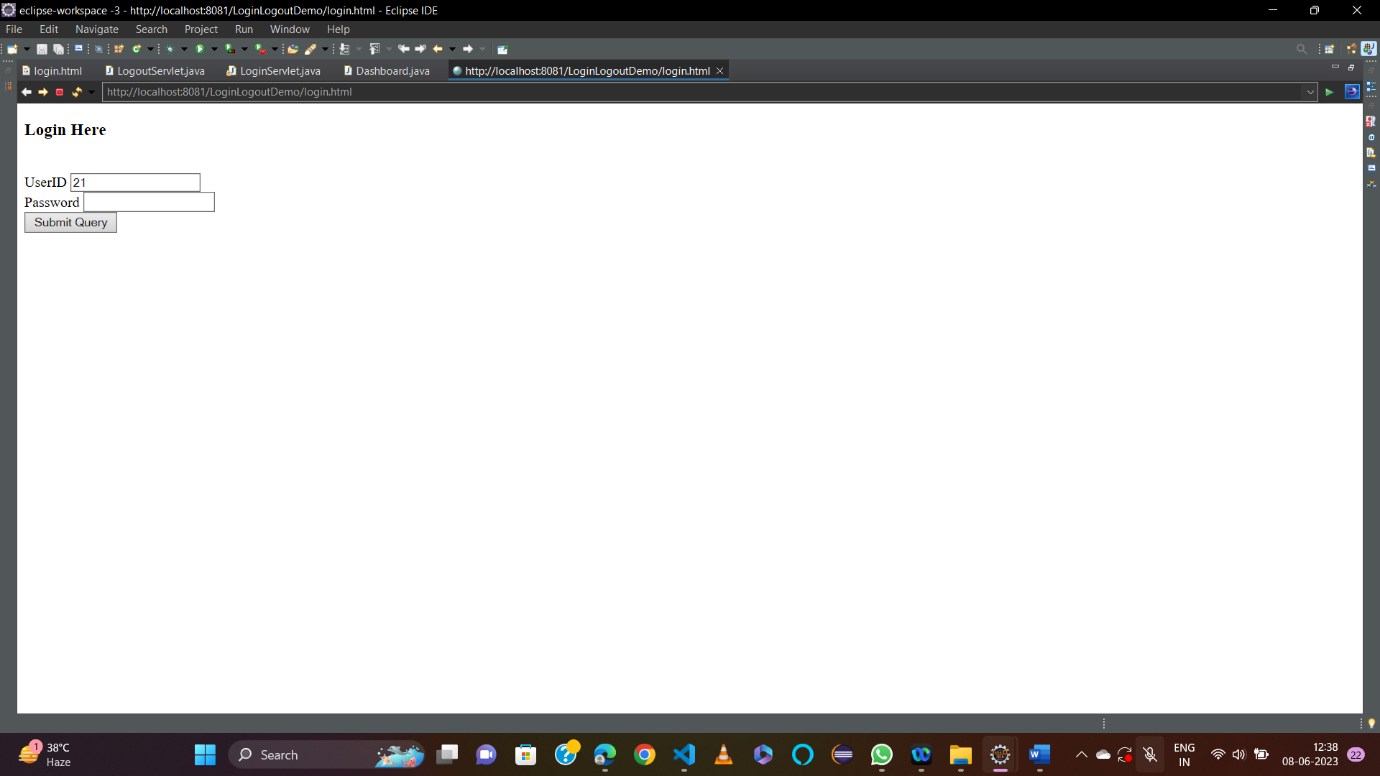 eclipse-workspace -3 - http://localhost:8081/LoginLogoutDemo/login.html - Eclipse IDE
File Edit Navigate Search Project Run Window Help
login.html LogoutServlet.java LoginServlet.java Dashboard.java http://localhost:8081/LoginLogoutDemo/login.html
http://localhost:8081/LoginLogoutDemo/login.html
Login Here
UserID 21
Password
Submit Query
1 38°C
Haze
Search
ENG
IN
12:38
08-06-2023
22